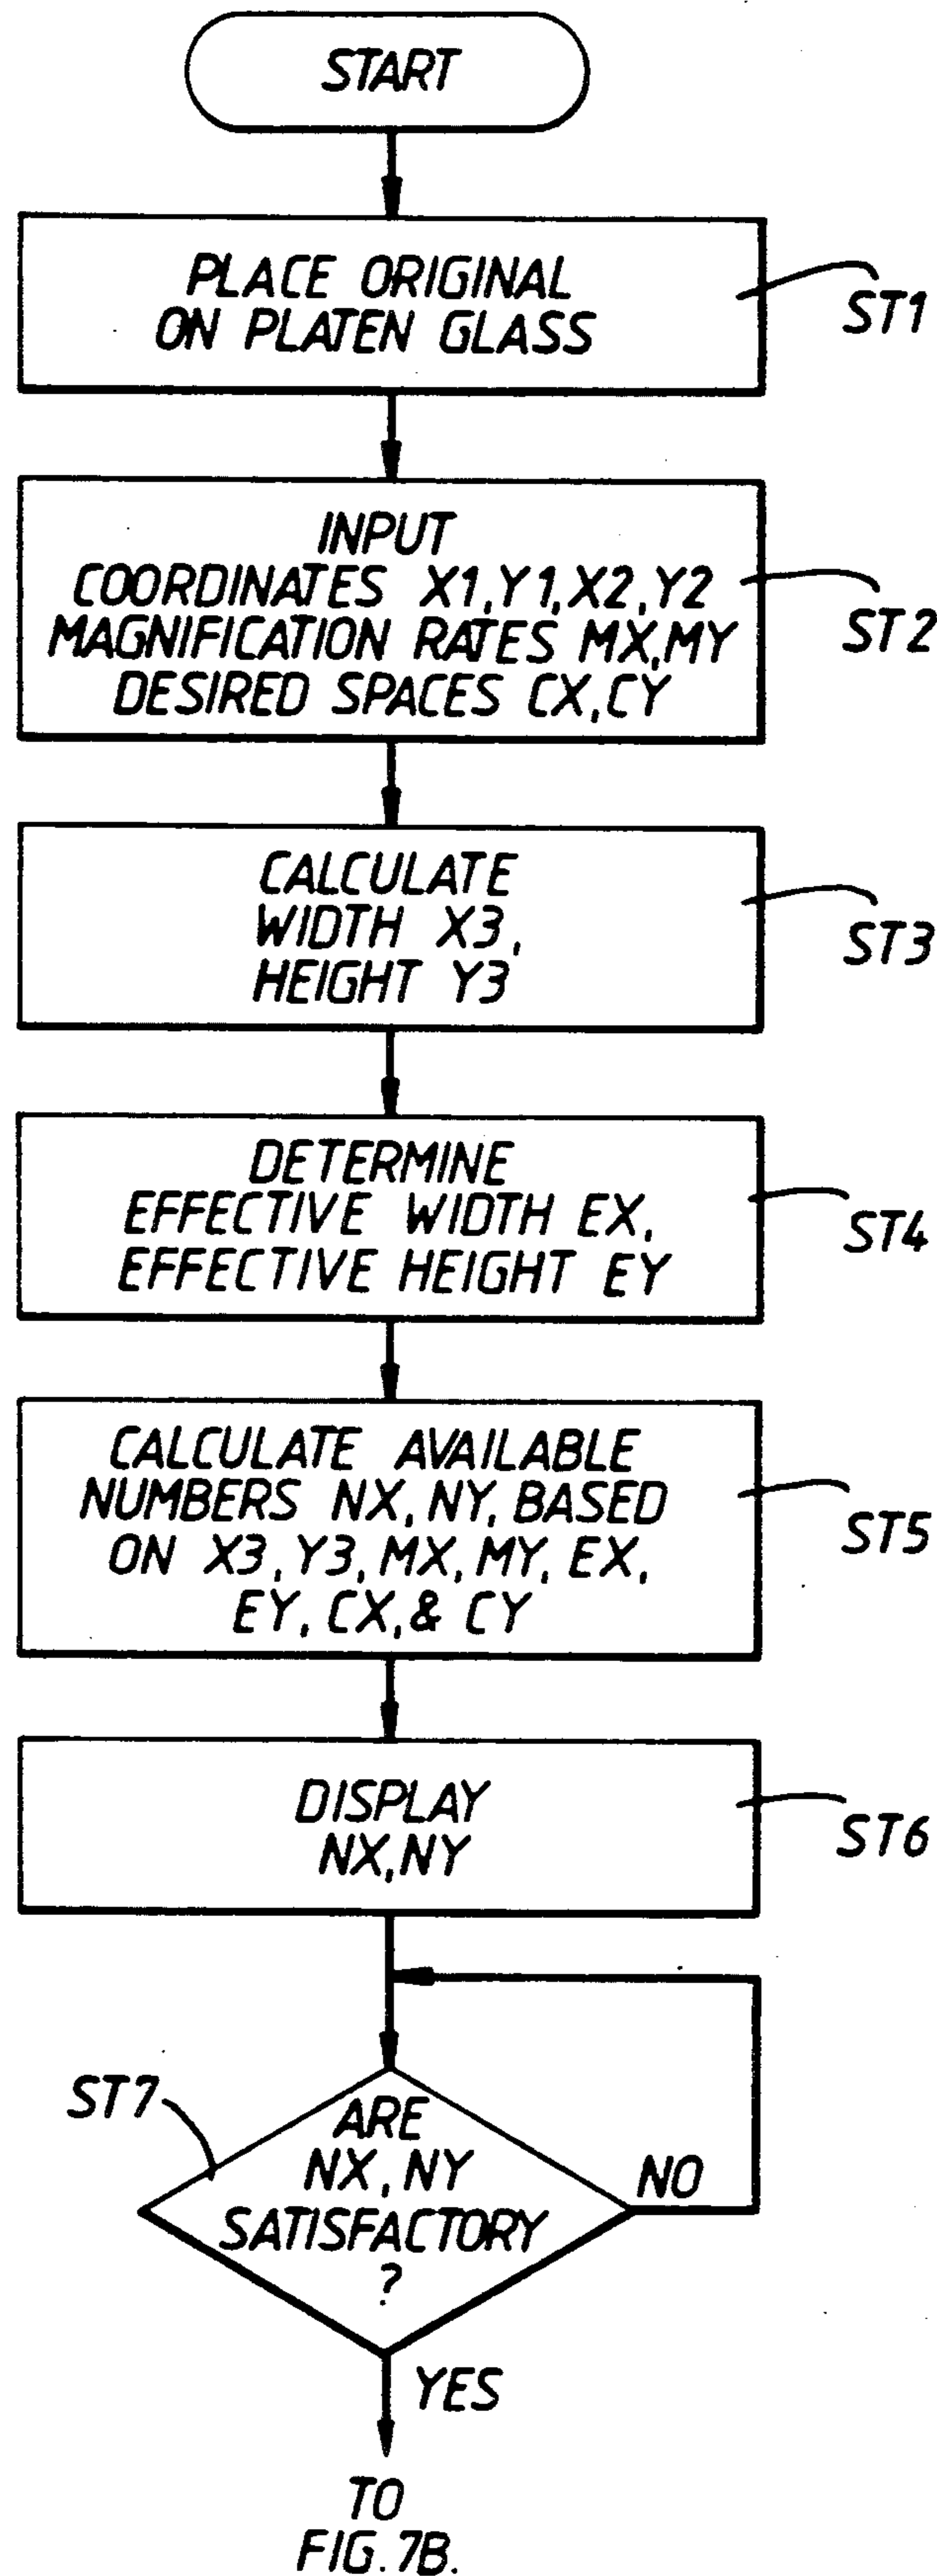 START
PLACE ORIGINAL
ON PLATEN GLASS
ST1
INPUT
COORDINATES X1,Y1,X2,Y2
MAGNIFICATION RATES MX,MY
DESIRED SPACES CX,CY
ST2
CALCULATE
WIDTH X3,
HEIGHT Y3
ST3
DETERMINE
EFFECTIVE WIDTH EX,
EFFECTIVE HEIGHT EY
ST4
CALCULATE AVAILABLE
NUMBERS NX, NY, BASED
ON X3, Y3, MX, MY, EX,
EY, CX, & CY
ST5
DISPLAY
NX,NY
ST6
ST7
ARE
NX, NY
SATISFACTORY
?
NO
YES
TO
FIG.7B.